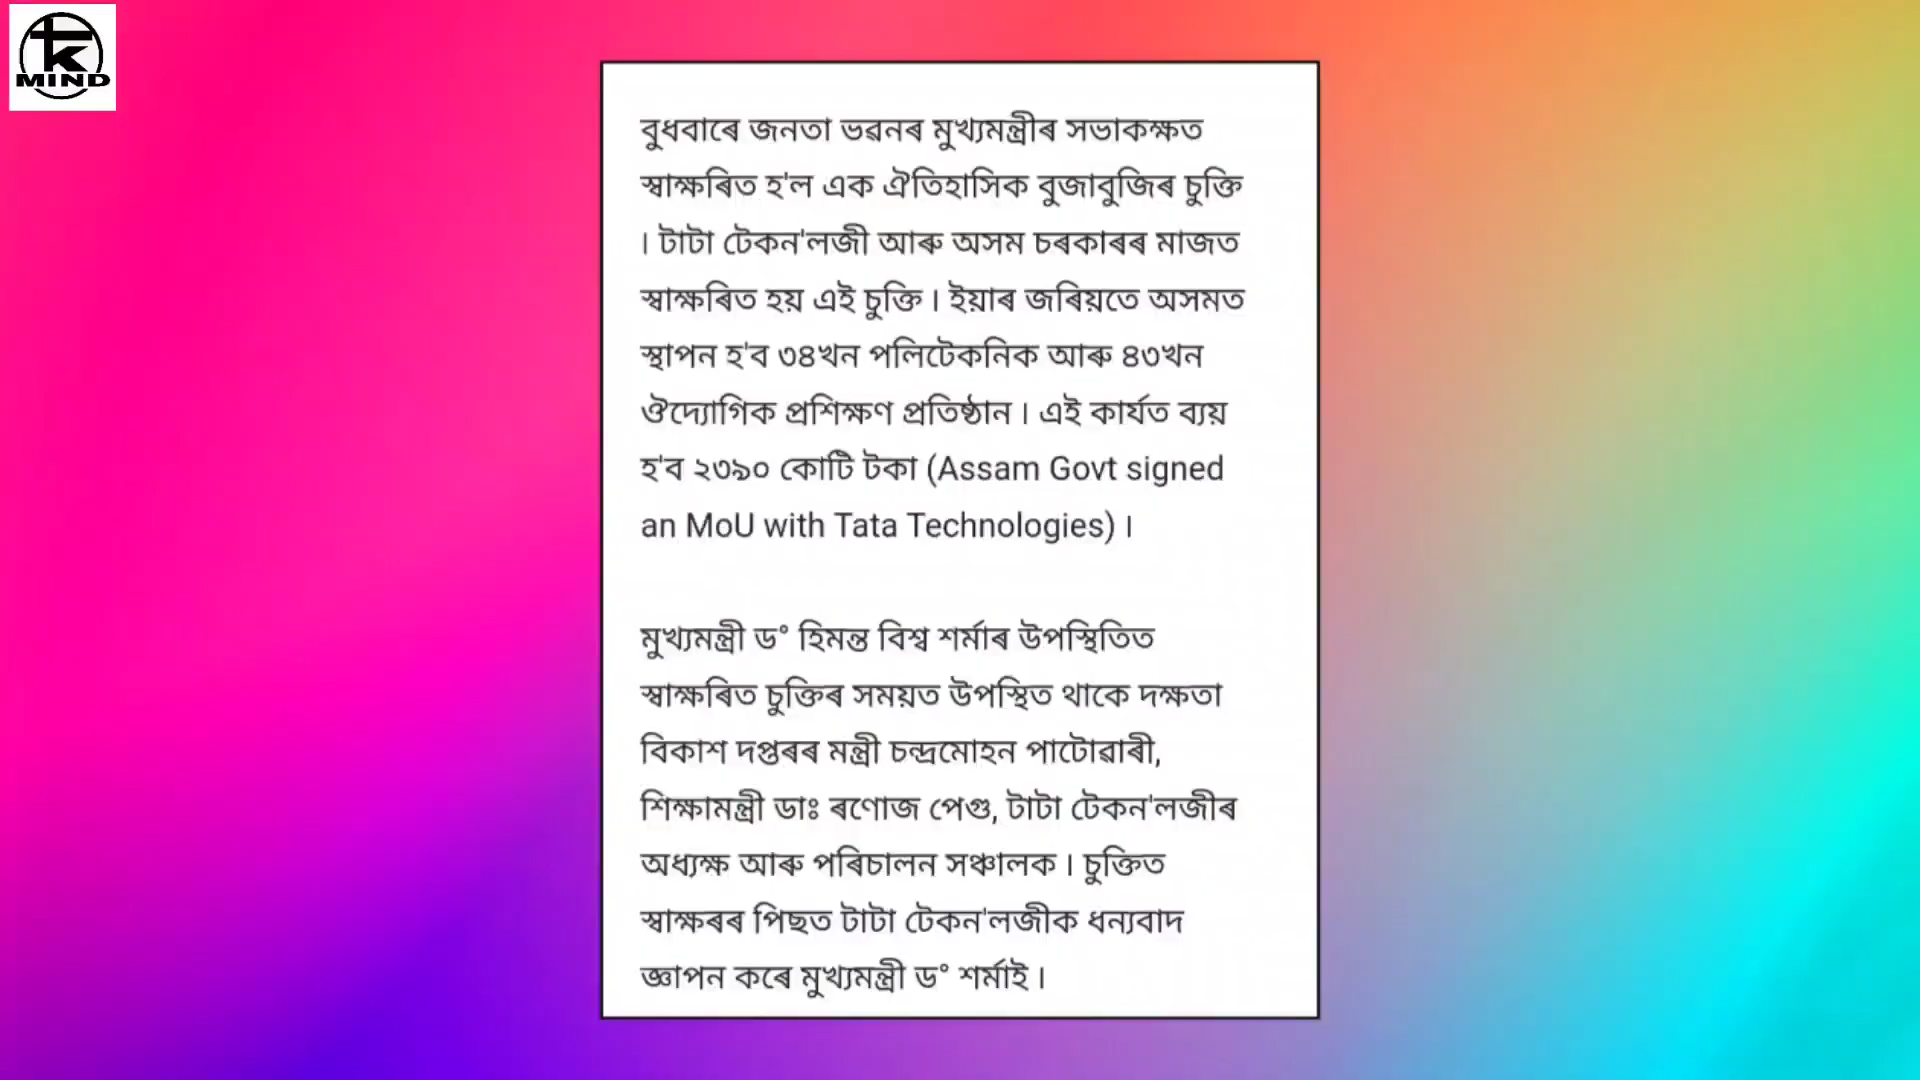 TK
MIND
বুধবাৰে জনতা ভৱনৰ মুখ্যমন্ত্ৰীৰ সভাকক্ষত
স্বাক্ষৰিত হ'ল এক ঐতিহাসিক বুজাবুজিৰ চুক্তি
। টাটা টেকন'লজী আৰু অসম চৰকাৰৰ মাজত
স্বাক্ষৰিত হয় এই চুক্তি । ইয়াৰ জৰিয়তে অসমত
স্থাপন হ'ব ৩৪খন পলিটেকনিক আৰু ৪৩খন
ঔদ্যোগিক প্ৰশিক্ষণ প্ৰতিষ্ঠান । এই কাৰ্যত ব্যয়
হ'ব ২৩৯০ কোটি টকা (Assam Govt signed
an MoU with Tata Technologies) ।
মুখ্যমন্ত্ৰী ড° হিমন্ত বিশ্ব শৰ্মাৰ উপস্থিতিত
স্বাক্ষৰিত চুক্তিৰ সময়ত উপস্থিত থাকে দক্ষতা
বিকাশ দপ্তৰৰ মন্ত্ৰী চন্দ্ৰমোহন পাটোৱাৰী,
শিক্ষামন্ত্ৰী ডাঃ ৰণোজ পেগু, টাটা টেকন'লজীৰ
অধ্যক্ষ আৰু পৰিচালন সঞ্চালক । চুক্তিত
স্বাক্ষৰৰ পিছত টাটা টেকন'লজীক ধন্যবাদ
জ্ঞাপন কৰে মুখ্যমন্ত্ৰী ড° শৰ্মাই ।